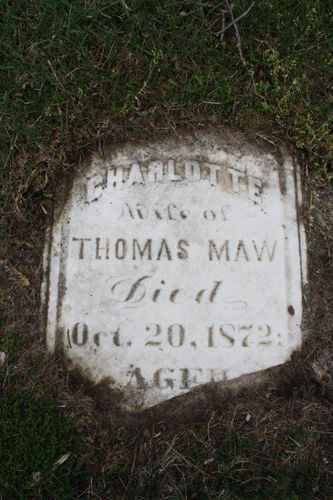 CHARLOTTE
Wife of
THOMAS MAW
Died
Oct. 20, 1872.
AGED